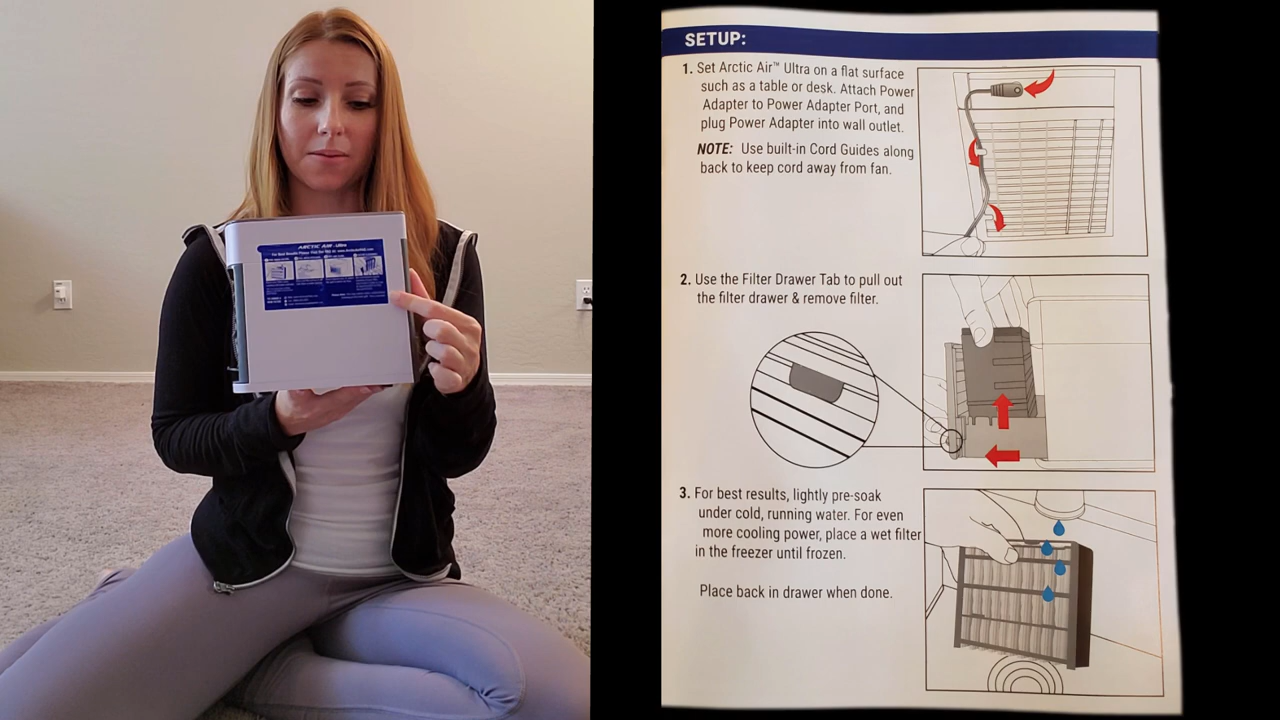 ARCTIC AIR Ultra
SETUP:
1. Set Arctic Air™ Ultra on a flat surface
such as a table or desk. Attach Power
Adapter to Power Adapter Port, and
plug Power Adapter into wall outlet.
NOTE: Use built-in Cord Guides along
back to keep cord away from fan.
2. Use the Filter Drawer Tab to pull out
the filter drawer & remove filter.
3. For best results, lightly pre-soak
under cold, running water. For even
more cooling power, place a wet filter
in the freezer until frozen.
Place back in drawer when done.